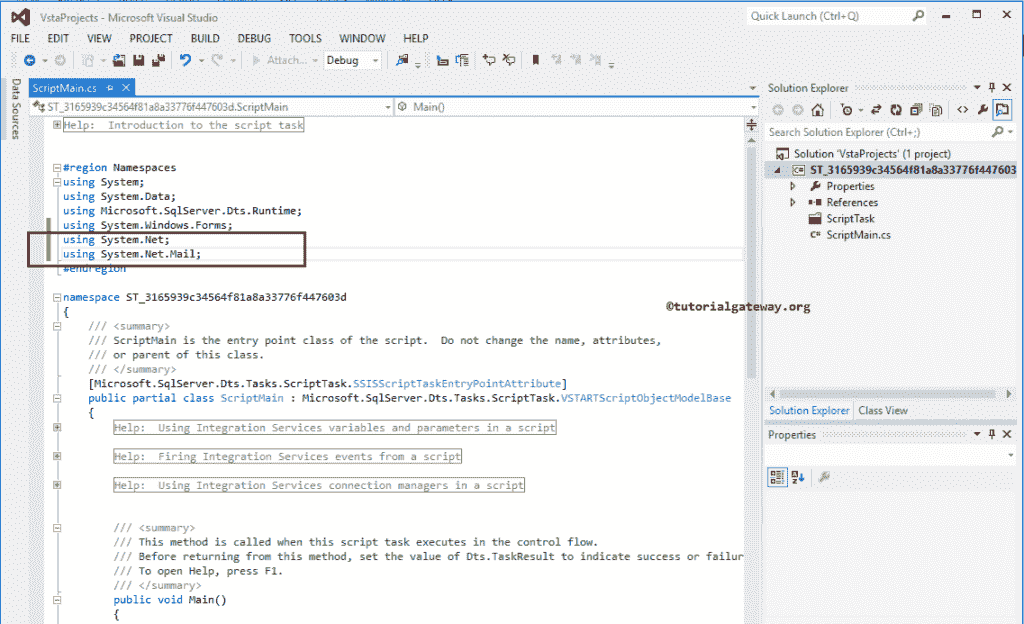 VstaProjects - Microsoft Visual Studio
Quick Launch (Ctrl+Q)
FILE EDIT VIEW PROJECT BUILD DEBUG TOOLS WINDOW HELP
Attach... Debug
Data Sources
ScriptMain.cs
ST_3165939c34564f81a8a33776f447603d.ScriptMain
Main()
Help:  Introduction to the script task
#region Namespaces
using System;
using System.Data;
using Microsoft.SqlServer.Dts.Runtime;
using System.Windows.Forms;
using System.Net;
using System.Net.Mail;
#endregion
namespace ST_3165939c34564f81a8a33776f447603d
{
/// <summary>
/// ScriptMain is the entry point class of the script.  Do not change the name, attributes,
/// or parent of this class.
/// </summary>
[Microsoft.SqlServer.Dts.Tasks.ScriptTask.SSISScriptTaskEntryPointAttribute]
public partial class ScriptMain : Microsoft.SqlServer.Dts.Tasks.ScriptTask.VSTARTScriptObjectModelBase
{
Help:  Using Integration Services variables and parameters in a script
Help:  Firing Integration Services events from a script
Help:  Using Integration Services connection managers in a script
/// <summary>
/// This method is called when this script task executes in the control flow.
/// Before returning from this method, set the value of Dts.TaskResult to indicate success or failur
/// To open Help, press F1.
/// </summary>
public void Main()
{
©tutorialgateway.org
Solution Explorer
Search Solution Explorer (Ctrl+;)
Solution 'VstaProjects' (1 project)
ST_3165939c34564f81a8a33776f447603
Properties
References
ScriptTask
ScriptMain.cs
Solution Explorer Class View
Properties